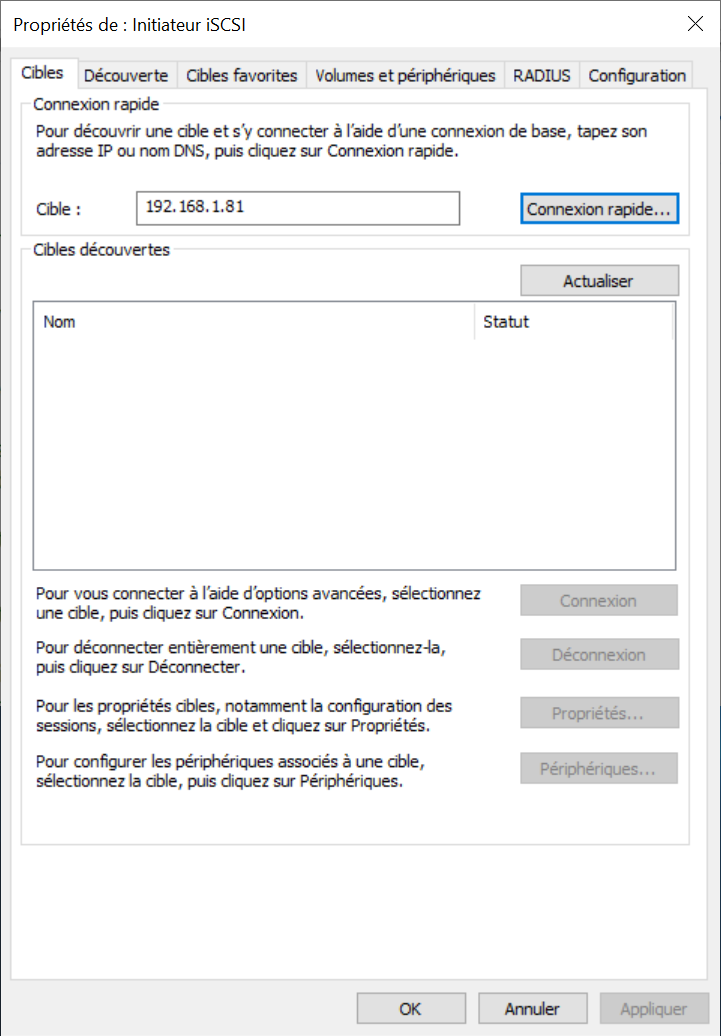 Propriétés de : Initiateur iSCSI
Cibles
Découverte
Cibles favorites
Volumes et périphériques
RADIUS
Configuration
Connexion rapide
Pour découvrir une cible et s’y connecter à l’aide d’une connexion de base, tapez son
adresse IP ou nom DNS, puis cliquez sur Connexion rapide.
Cible :
192.168.1.81
Connexion rapide...
Cibles découvertes
Actualiser
Nom
Statut
Pour vous connecter à l’aide d’options avancées, sélectionnez
une cible, puis cliquez sur Connexion.
Connexion
Pour déconnecter entièrement une cible, sélectionnez-la,
puis cliquez sur Déconnecter.
Déconnexion
Pour les propriétés cibles, notamment la configuration des
sessions, sélectionnez la cible et cliquez sur Propriétés.
Propriétés...
Pour configurer les périphériques associés à une cible,
sélectionnez la cible, puis cliquez sur Périphériques.
Périphériques...
OK
Annuler
Appliquer